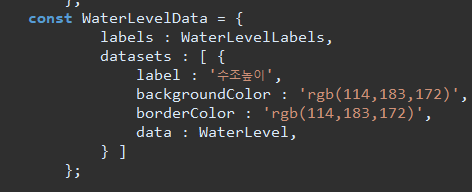 };
const WaterLevelData = {
labels : WaterLevelLabels,
datasets : [ {
label : '수조높이',
backgroundColor : 'rgb(114,183,172)',
borderColor : 'rgb(114,183,172)',
data : WaterLevel,
} ]
};